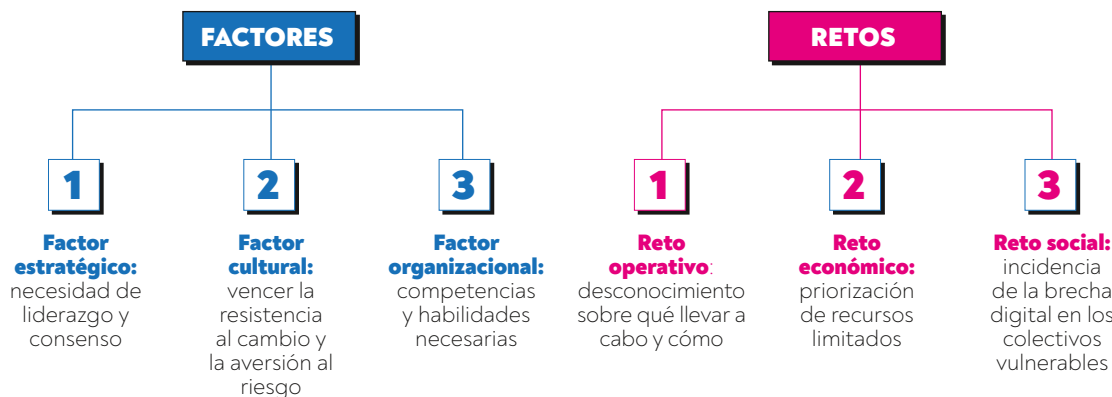 FACTORES
1
Factor
estratégico:
necesidad de
liderazgo y
consenso
2
Factor
cultural:
vencer la
resistencia
al cambio y
la aversión al
riesgo
3
Factor
organizacional:
competencias
y habilidades
necesarias
RETOS
1
Reto
operativo:
desconocimiento
sobre qué llevar a
cabo y cómo
2
Reto
económico:
priorización
de recursos
limitados
3
Reto social:
incidencia
de la brecha
digital en los
colectivos
vulnerables